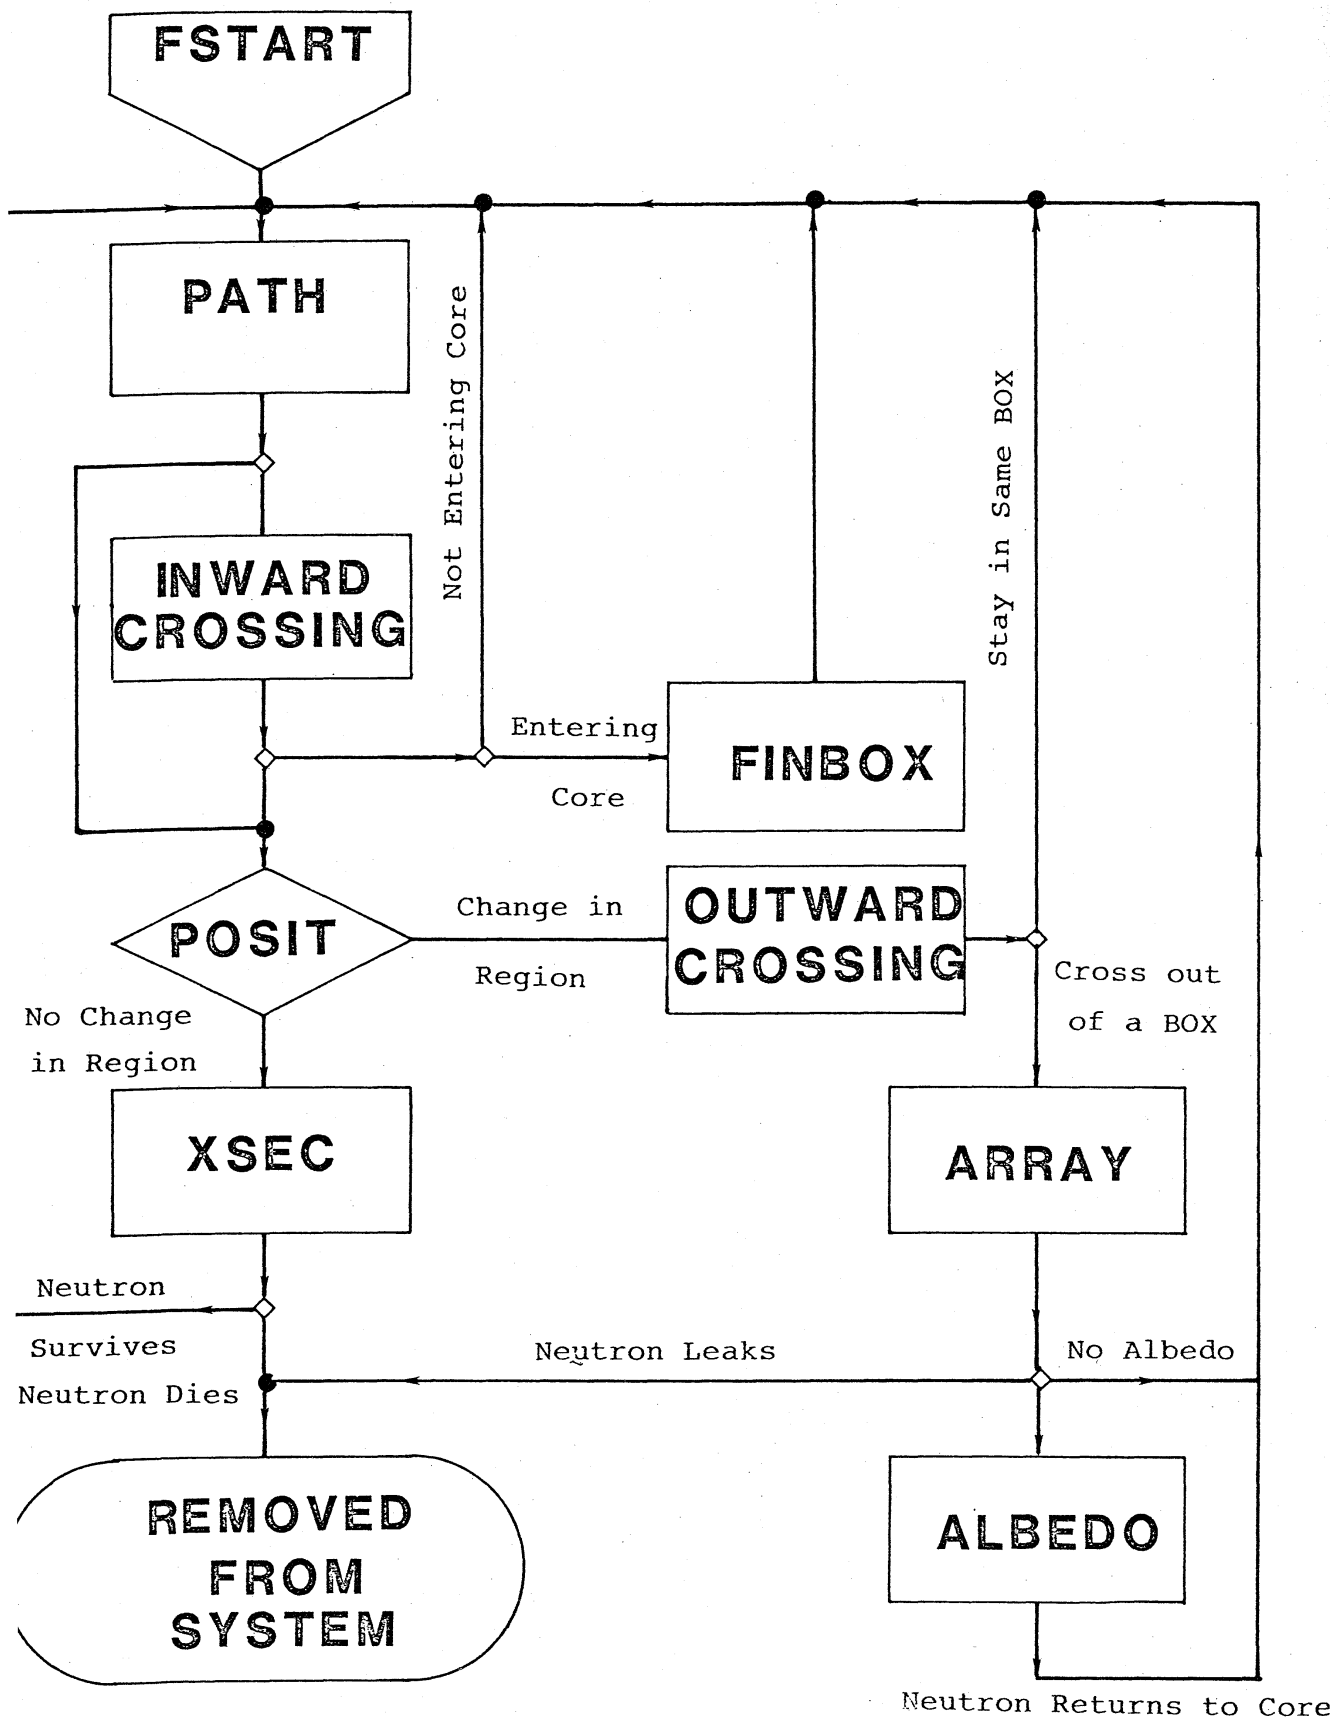 FSTART
PATH
Not Entering Core
Stay in Same BOX
INWARD
CROSSING
Entering
Core
FINBOX
POSIT
Change in
Region
OUTWARD
CROSSING
Cross out
of a BOX
No Change
in Region
XSEC
ARRAY
Neutron
Survives
Neutron Dies
Neutron Leaks
No Albedo
REMOVED
FROM
SYSTEM
ALBEDO
Neutron Returns to Core